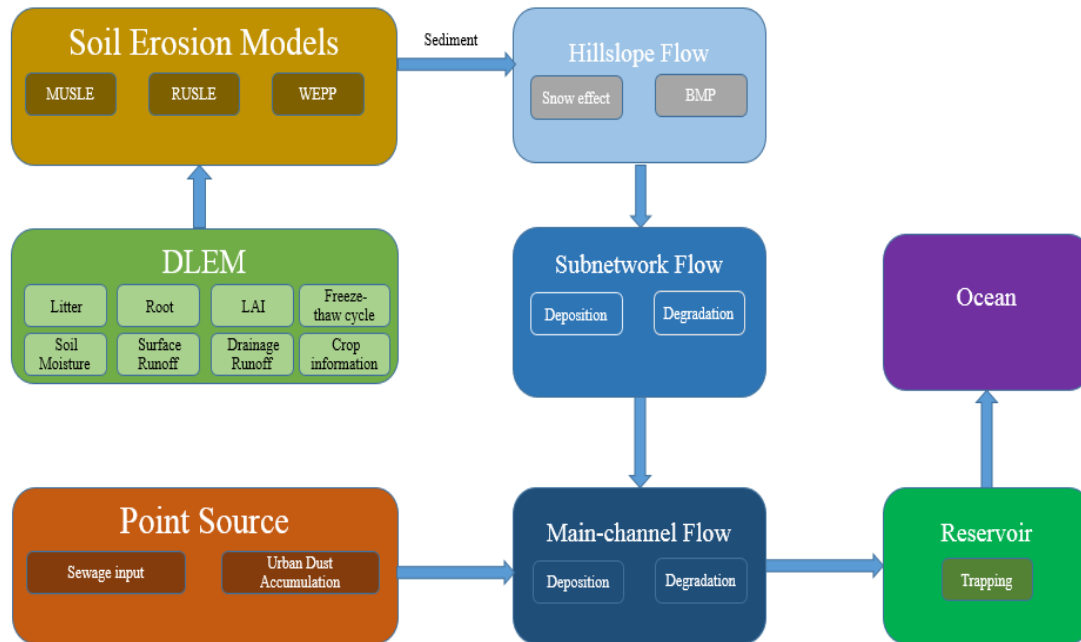 Soil Erosion Models
MUSLE
RUSLE
WEPP
Sediment
Hillslope Flow
Snow effect
BMP
DLEM
Litter
Root
LAI
Freeze-
thaw cycle
Soil
Moisture
Surface
Runoff
Drainage
Runoff
Crop
information
Subnetwork Flow
Deposition
Degradation
Ocean
Point Source
Sewage input
Urban Dust
Accumulation
Main-channel Flow
Deposition
Degradation
Reservoir
Trapping